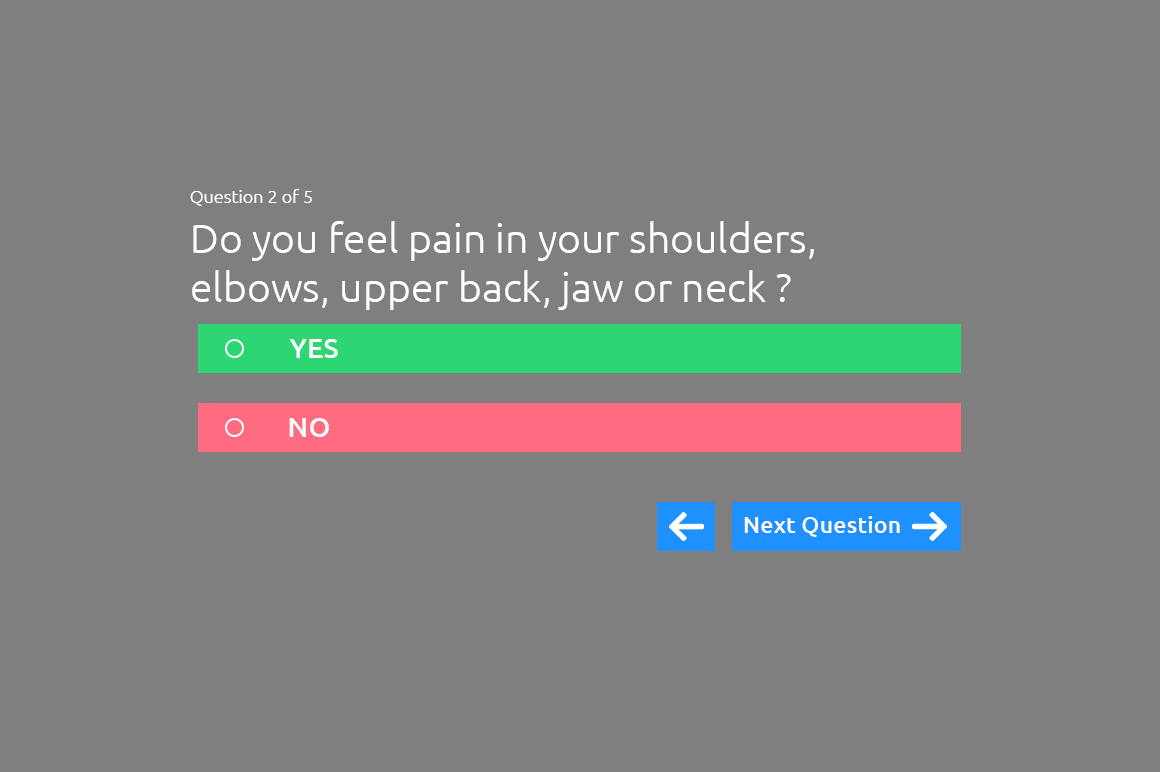 Question 2 of 5
Do you feel pain in your shoulders,
elbows, upper back, jaw or neck ?
YES
NO
Next Question